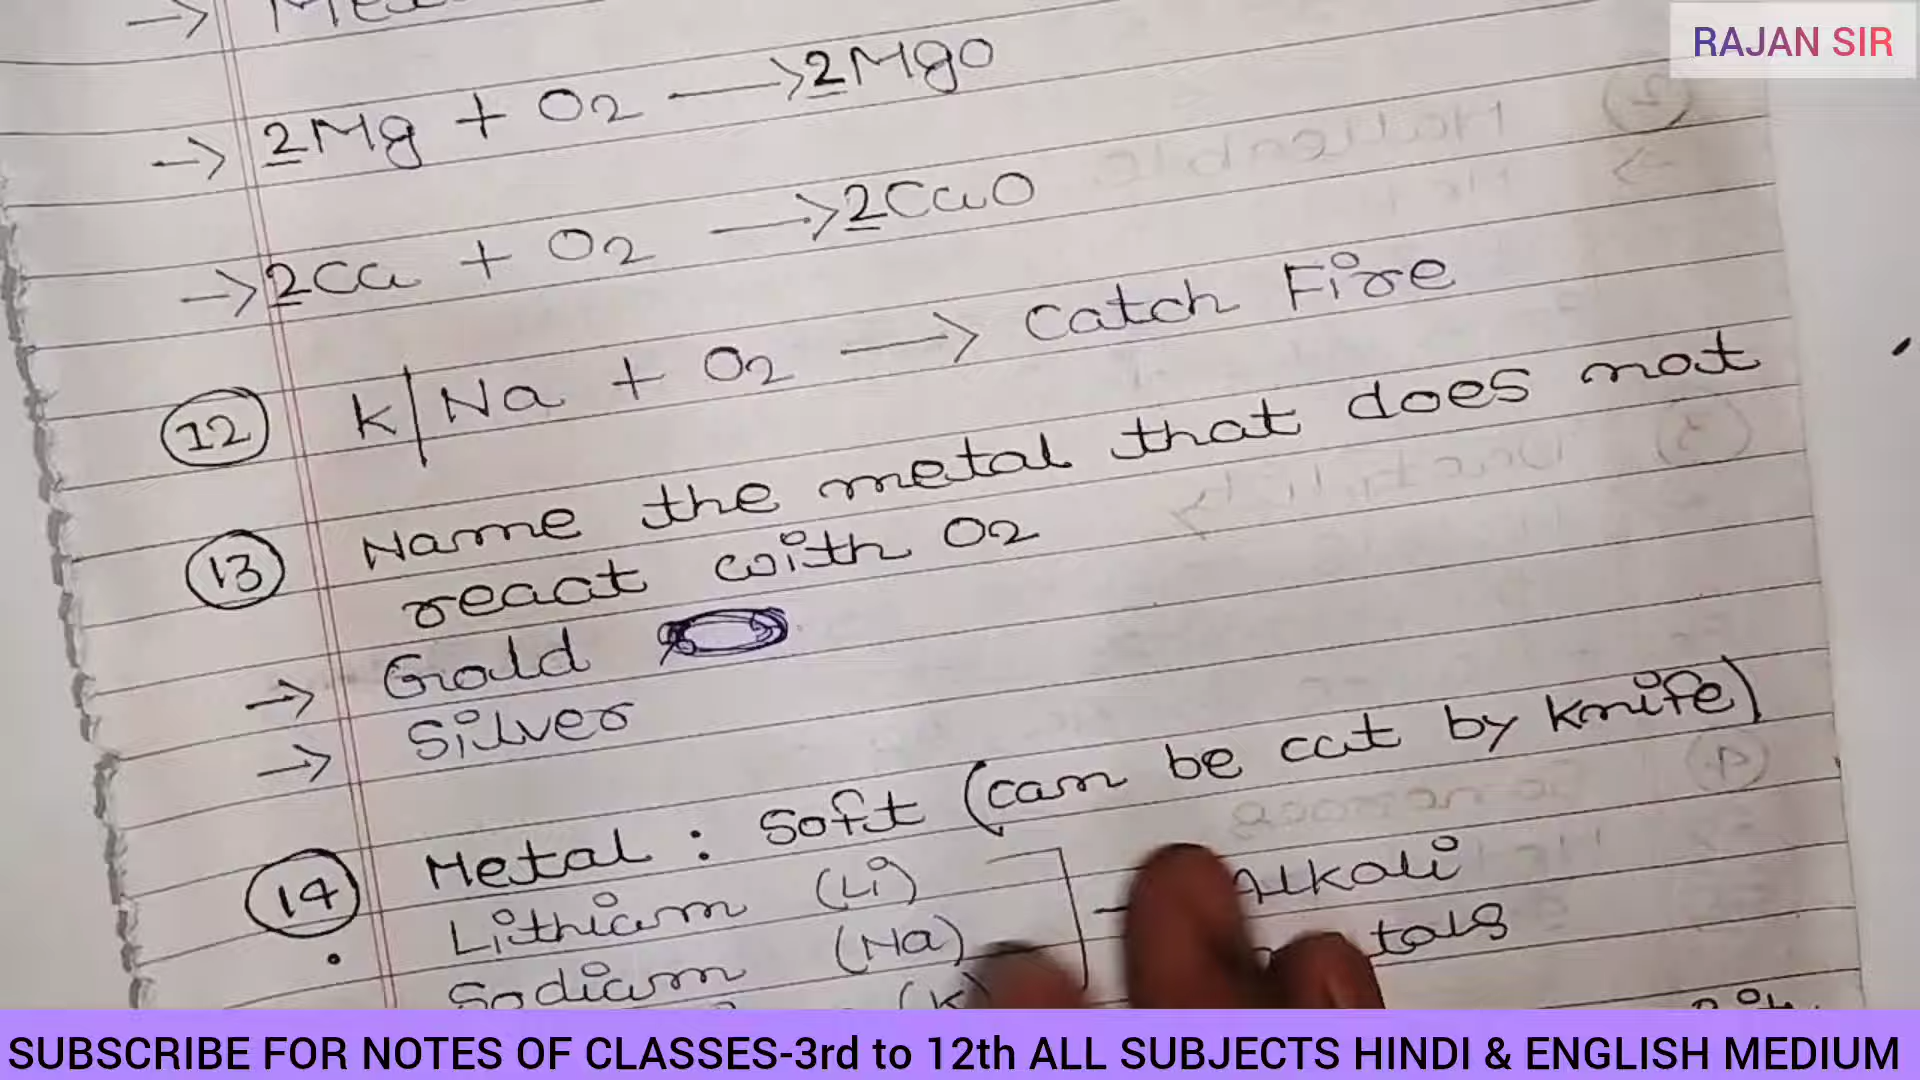 RAJAN SIR
→ 2Mg + O2 → 2MgO
→ 2Ca + O2 → 2CaO
12 K|Na + O2 → Catch Fire
13 Name the metal that does not
react with O2
→ Gold
→ Silver
14 Metal : Soft (can be cut by knife)
Lithium (Li)
Sodium (Na)
(K)
Alkali
SUBSCRIBE FOR NOTES OF CLASSES-3rd to 12th ALL SUBJECTS HINDI & ENGLISH MEDIUM